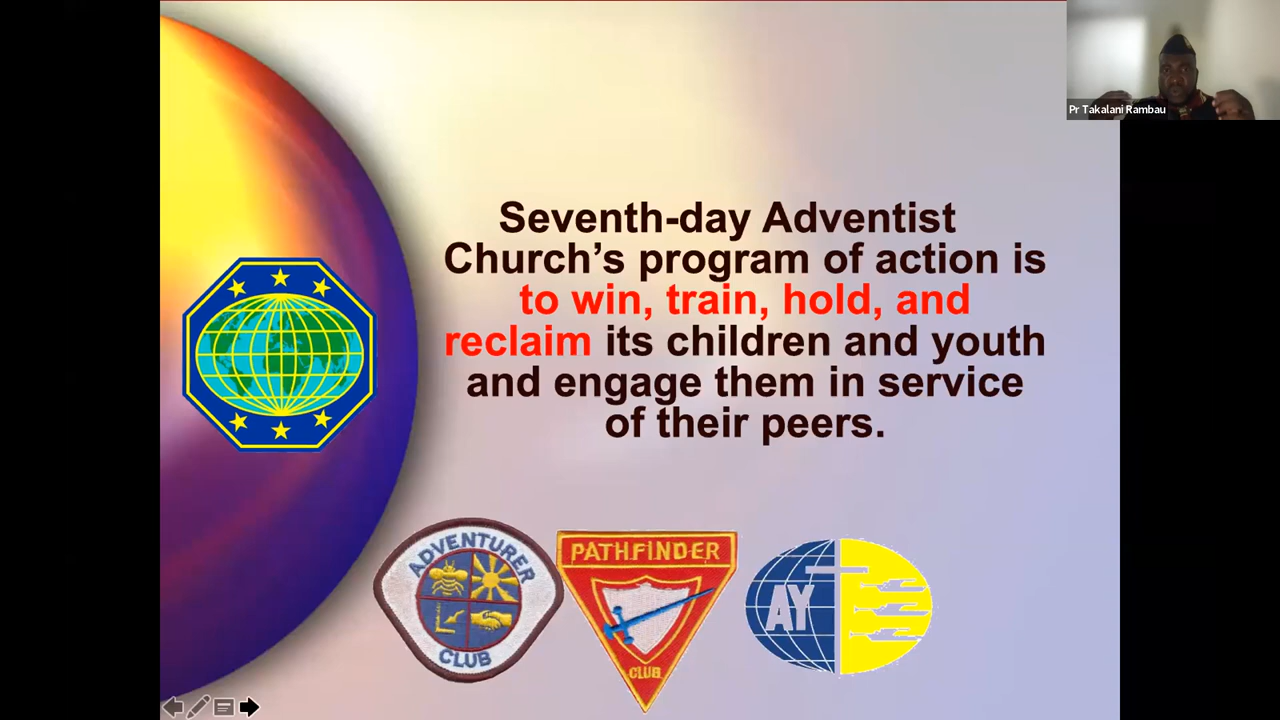 Pr Takalani Rambau
Seventh-day Adventist
Church’s program of action is
to win, train, hold, and
reclaim its children and youth
and engage them in service
of their peers.
ADVENTURER
CLUB
PATHFINDER
CLUB
AY